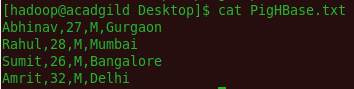 [hadoop@acadgild Desktop]$ cat PigHBase.txt
Abhinav,27,M,Gurgaon
Rahul,28,M,Mumbai
Sumit,26,M,Bangalore
Amrit,32,M,Delhi